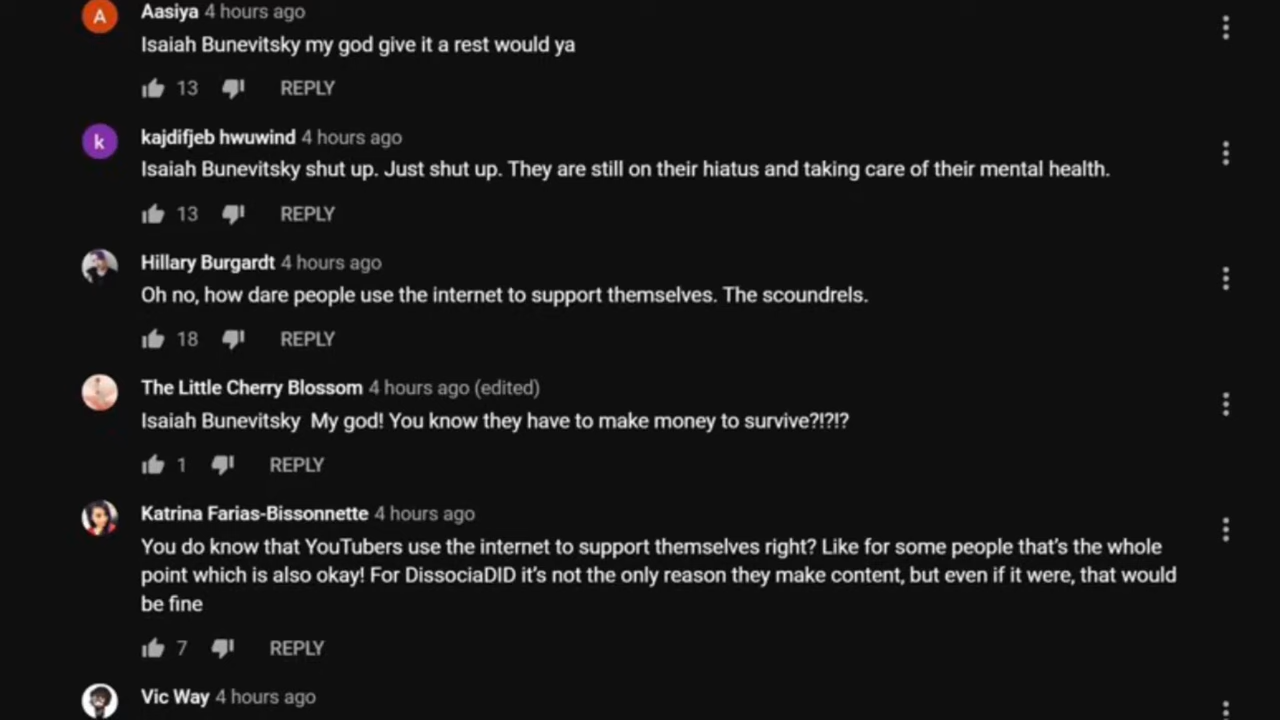 A
Aasiya 4 hours ago
Isaiah Bunevitsky my god give it a rest would ya
13 REPLY
k
kajdifjeb hwuwind 4 hours ago
Isaiah Bunevitsky shut up. Just shut up. They are still on their hiatus and taking care of their mental health.
13 REPLY
Hillary Burgardt 4 hours ago
Oh no, how dare people use the internet to support themselves. The scoundrels.
18 REPLY
The Little Cherry Blossom 4 hours ago (edited)
Isaiah Bunevitsky  My god! You know they have to make money to survive?!?!?
1 REPLY
Katrina Farias-Bissonnette 4 hours ago
You do know that YouTubers use the internet to support themselves right? Like for some people that's the whole
point which is also okay! For DissociaDID it's not the only reason they make content, but even if it were, that would
be fine
7 REPLY
Vic Way 4 hours ago